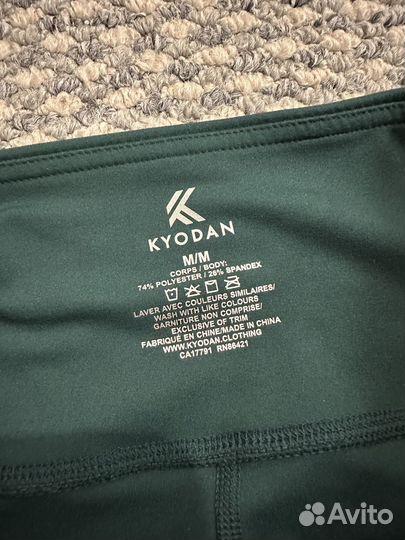 KYODAN
M/M
CORPS / BODY:
74% POLYESTER / 26% SPANDEX
LAVER AVEC COULEURS SIMILAIRES/
WASH WITH LIKE COLOURS
GARNITURE NON COMPRISE/
EXCLUSIVE OF TRIM
FABRIQUÉ EN CHINE/MADE IN CHINA
WWW.KYODAN.CLOTHING
CA17791 RN86421
Avito